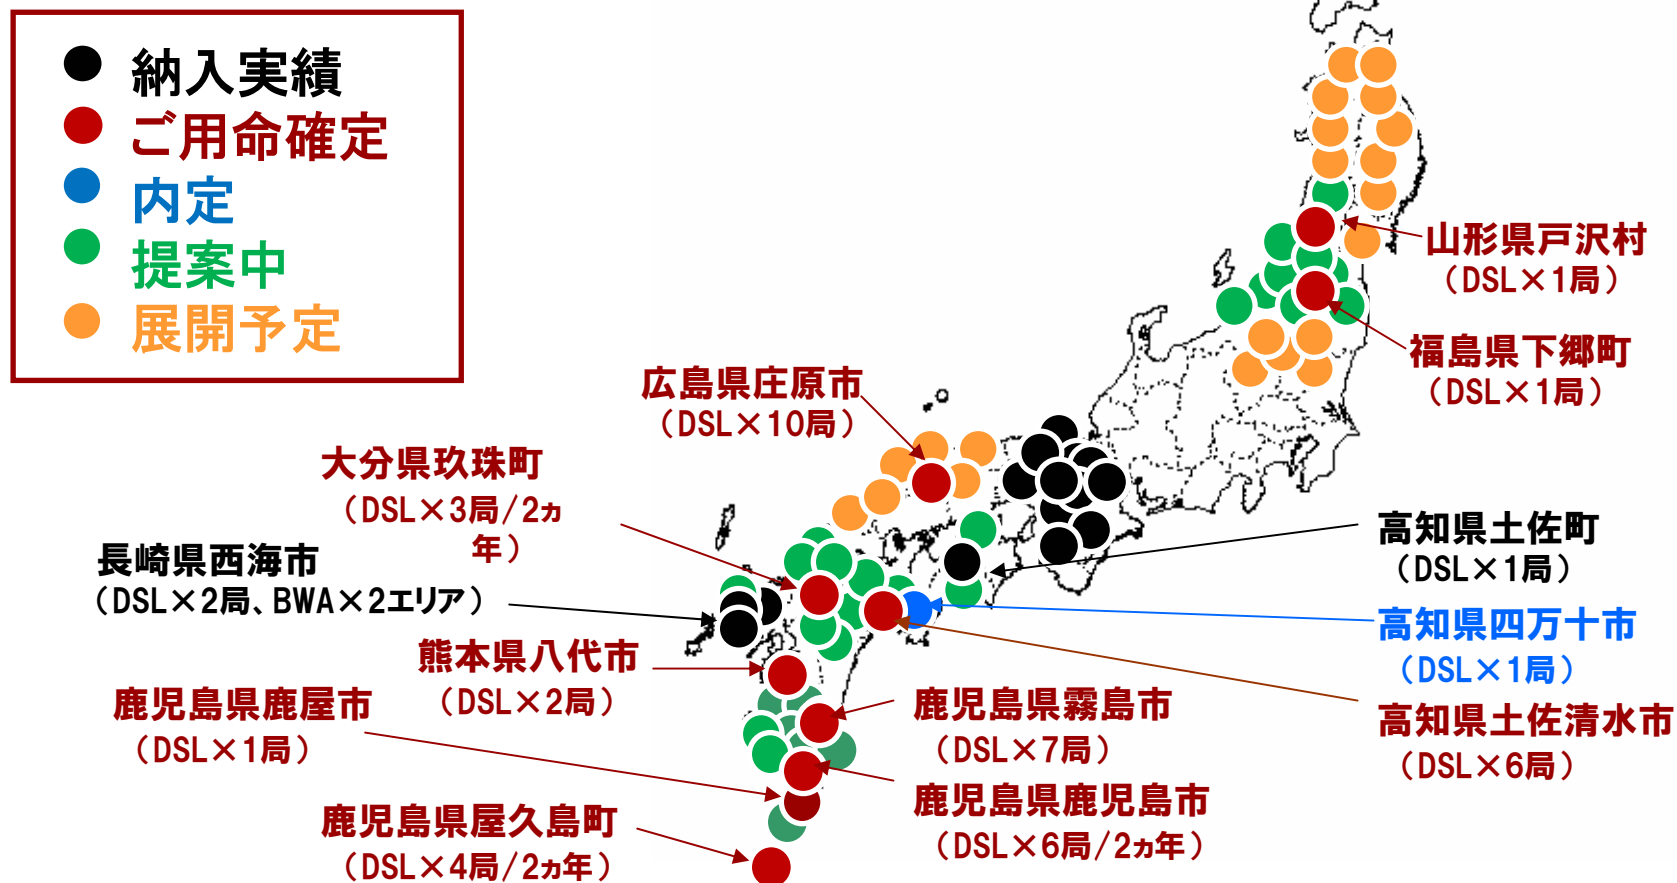 納入実績
ご用命確定
内定
提案中
展開予定
山形県戸沢村
（DSL×1局）
福島県下郷町
（DSL×1局）
広島県庄原市
（DSL×10局）
大分県玖珠町
（DSL×3局/2ヵ
年）
長崎県西海市
（DSL×2局、BWA×2エリア）
高知県土佐町
（DSL×1局）
高知県四万十市
（DSL×1局）
熊本県八代市
（DSL×2局）
鹿児島県鹿屋市
（DSL×1局）
鹿児島県霧島市
（DSL×7局）
高知県土佐清水市
（DSL×6局）
鹿児島県鹿児島市
（DSL×6局/2ヵ年）
鹿児島県屋久島町
（DSL×4局/2ヵ年）